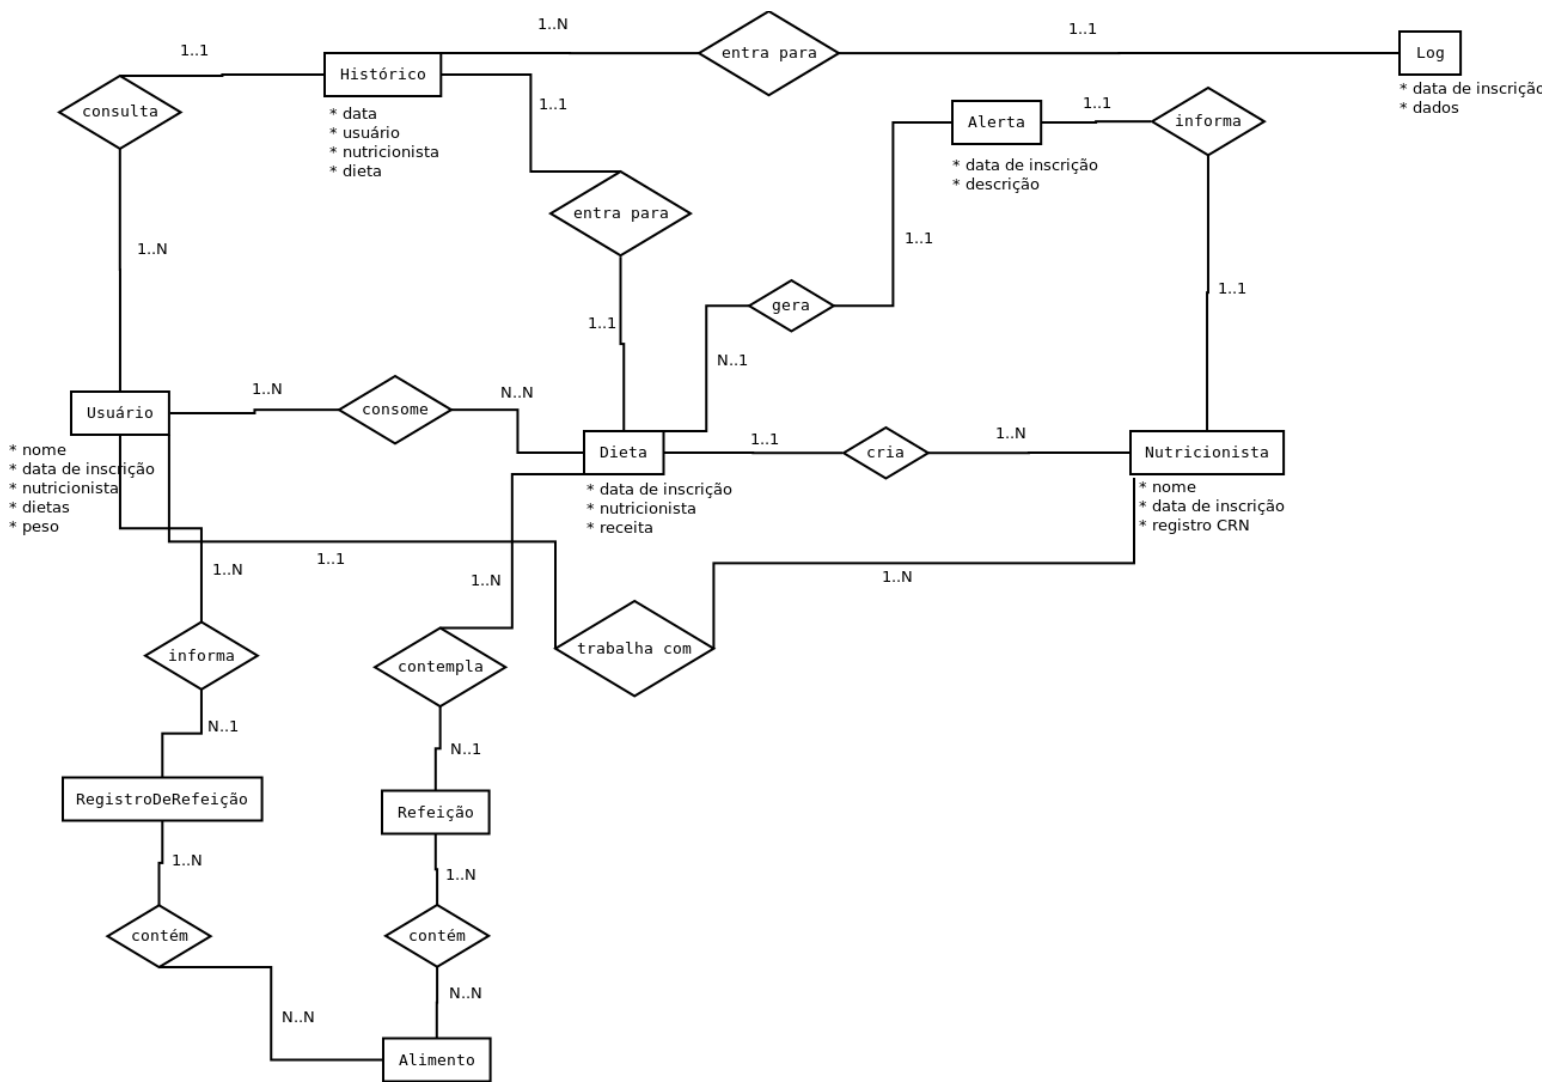 1..N
entra para
1..1
Log
* data de inscrição
* dados
1..1
Histórico
* data
* usuário
* nutricionista
* dieta
consulta
1..1
Alerta
* data de inscrição
* descrição
1..1
informa
entra para
1..N
1..1
1..1
gera
1..1
N..1
Usuário
* nome
* data de inscrição
* nutricionista
* dietas
* peso
1..N
consome
N..N
Dieta
* data de inscrição
* nutricionista
* receita
1..1
cria
1..N
Nutricionista
* nome
* data de inscrição
* registro CRN
1..1
1..N
1..N
1..N
informa
contempla
trabalha com
N..1
N..1
RegistroDeRefeição
Refeição
1..N
1..N
contém
contém
N..N
N..N
Alimento